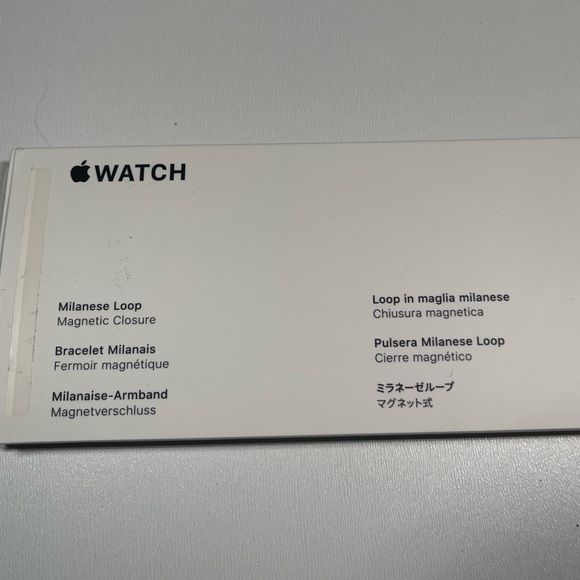 WATCH
Milanese Loop
Magnetic Closure
Bracelet Milanais
Fermoir magnétique
Milanaise-Armband
Magnetverschluss
Loop in maglia milanese
Chiusura magnetica
Pulsera Milanese Loop
Cierre magnético
ミラネーゼループ
マグネット式